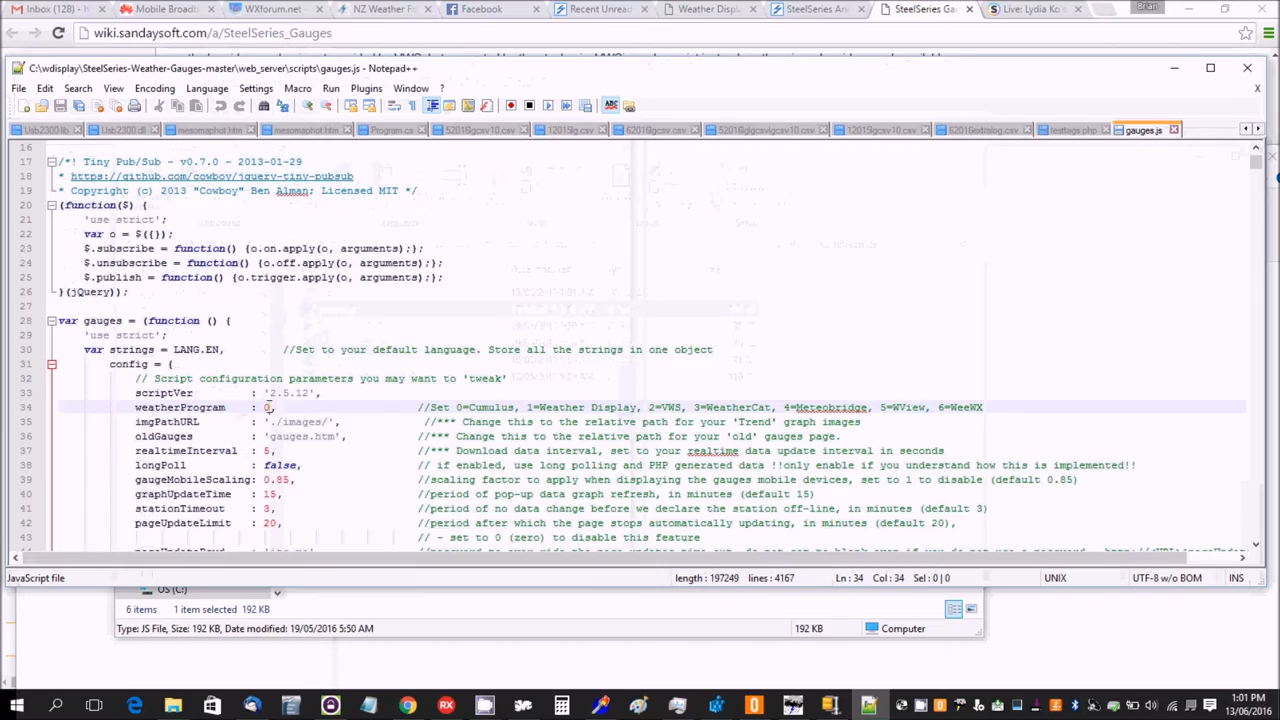 Inbox (128) - h
Mobile Broadb
WXforum.net -
NZ Weather Fo
Facebook
Recent Unread
Weather Displa
SteelSeries An
SteelSeries Ga
Live: Lydia Ko's
Brian
wiki.sandaysoft.com/a/SteelSeries_Gauges
C:\wdisplay\SteelSeries-Weather-Gauges-master\web_server\scripts\gauges.js - Notepad++
File Edit Search View Encoding Language Settings Macro Run Plugins Window ? X
Usb2300.lib Usb2300.dll mesomaphot.htm mesomaphot.htm Program.cs gauges.js
16
17 /*! Tiny Pub/Sub - v0.7.0 - 2013-01-29
18 * https://github.com/cowboy/jquery-tiny-pubsub
19 * Copyright (c) 2013 "Cowboy" Ben Alman; Licensed MIT */
20 (function($) {
21 'use strict';
22 var o = $({});
23 $.subscribe = function() {o.on.apply(o, arguments);};
24 $.unsubscribe = function() {o.off.apply(o, arguments);};
25 $.publish = function() {o.trigger.apply(o, arguments);};
26 }(jQuery));
27
28 var gauges = (function () {
29 'use strict';
30 var strings = LANG.EN, //Set to your default language. Store all the strings in one object
31 config = {
32 // Script configuration parameters you may want to 'tweak'
33 scriptVer : '2.5.12',
34 weatherProgram : 0, //Set 0=Cumulus, 1=Weather Display, 2=VWS, 3=WeatherCat, 4=Meteobridge, 5=WView, 6=WeeWX
35 imgPathURL : './images/', //*** Change this to the relative path for your 'Trend' graph images
36 oldGauges : 'gauges.htm', //*** Change this to the relative path for your 'old' gauges page.
37 realtimeInterval : 5, //*** Download data interval, set to your realtime data update interval in seconds
38 longPoll : false, // if enabled, use long polling and PHP generated data !!only enable if you understand how this is implemented!!
39 gaugeMobileScaling: 0.85, //scaling factor to apply when displaying the gauges mobile devices, set to 1 to disable (default 0.85)
40 graphUpdateTime : 15, //period of pop-up data graph refresh, in minutes (default 15)
41 stationTimeout : 3, //period of no data change before we declare the station off-line, in minutes (default 3)
42 pageUpdateLimit : 20, //period after which the page stops automatically updating, in minutes (default 20),
43 // - set to 0 (zero) to disable this feature
JavaScript file length : 197249 lines : 4167 Ln : 34 Col : 34 Sel : 0 | 0 UNIX UTF-8 w/o BOM INS
OS (C:)
6 items 1 item selected 192 KB
Type: JS File, Size: 192 KB, Date modified: 19/05/2016 5:50 AM 192 KB Computer
1:01 PM
13/06/2016